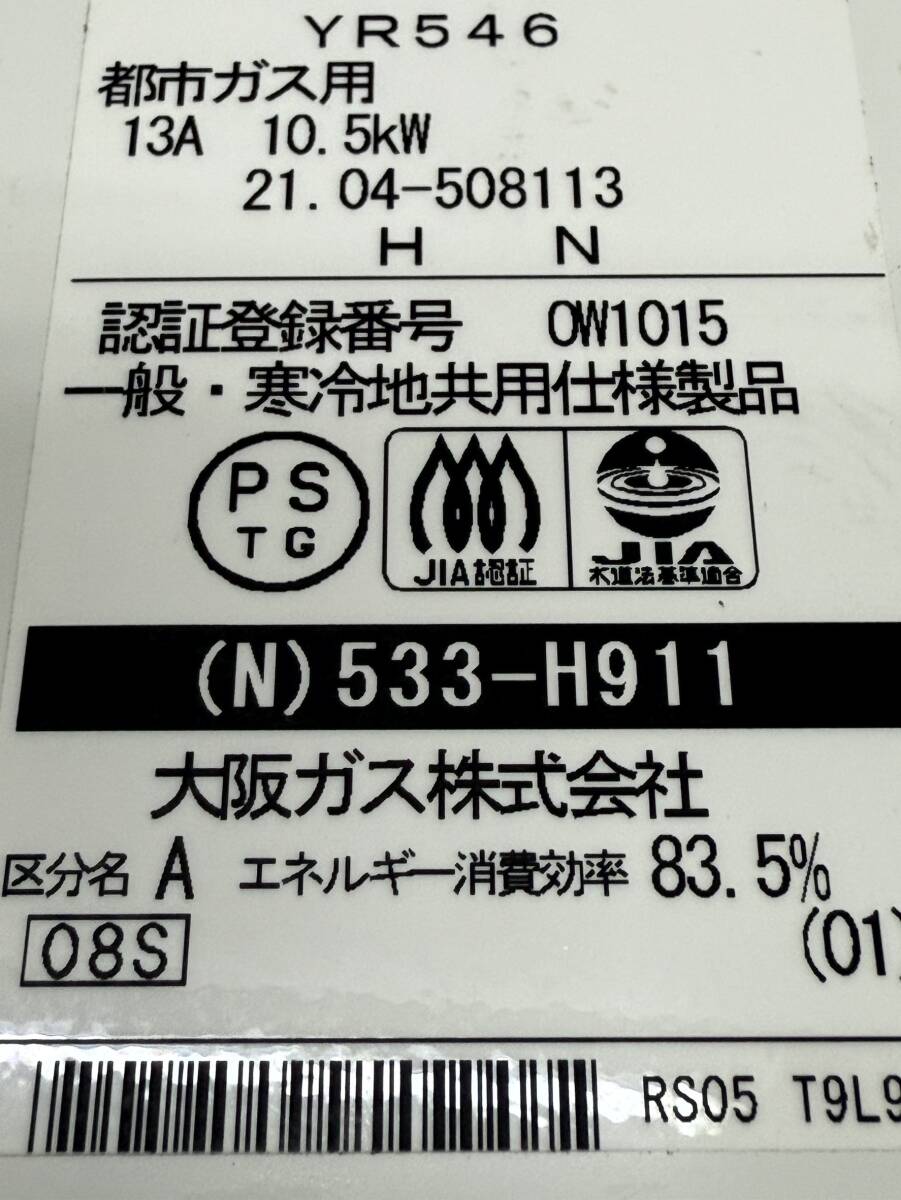 YR546
都市ガス用
13A 10.5kW
21.04-508113
H N
認証登録番号 OW1015
一般・寒冷地共用仕様製品
PS
TG
JIA認証
JIA
水道法基準適合
(N)533-H911
大阪ガス株式会社
区分名 A エネルギー消費効率 83.5%
08S
(01)
RS05 T9L9